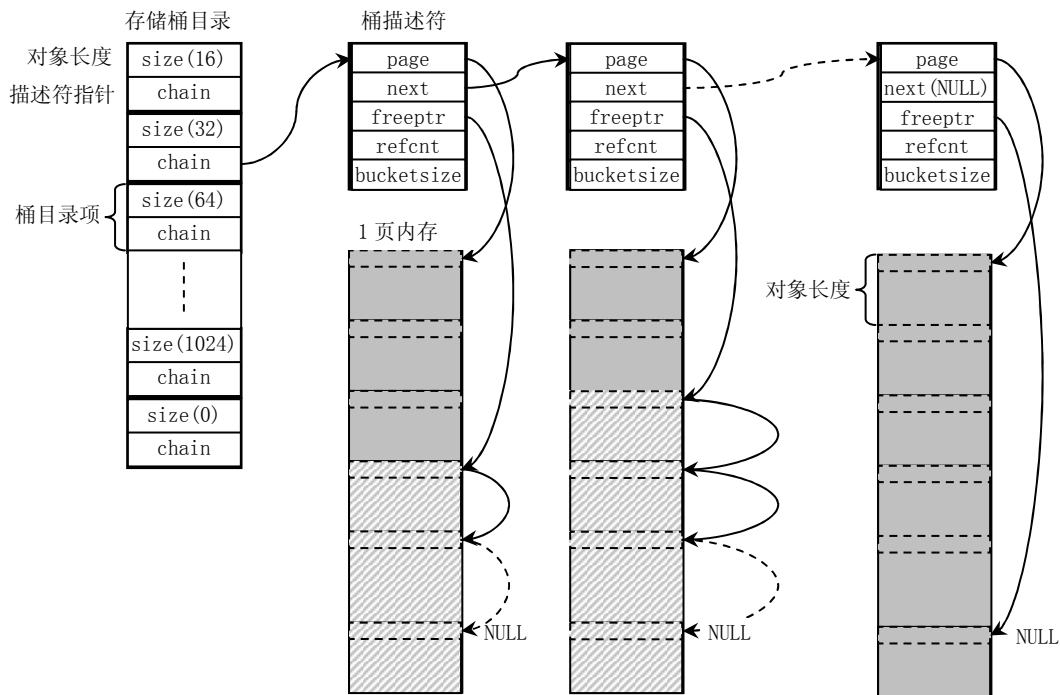 存储桶目录
对象长度
描述符指针
size(16)
chain
size(32)
chain
桶目录项
size(64)
chain
size(1024)
chain
size(0)
chain
桶描述符
page
next
freeptr
refcnt
bucketsize
page
next
freeptr
refcnt
bucketsize
page
next(NULL)
freeptr
refcnt
bucketsize
1 页内存
对象长度
NULL
NULL
NULL